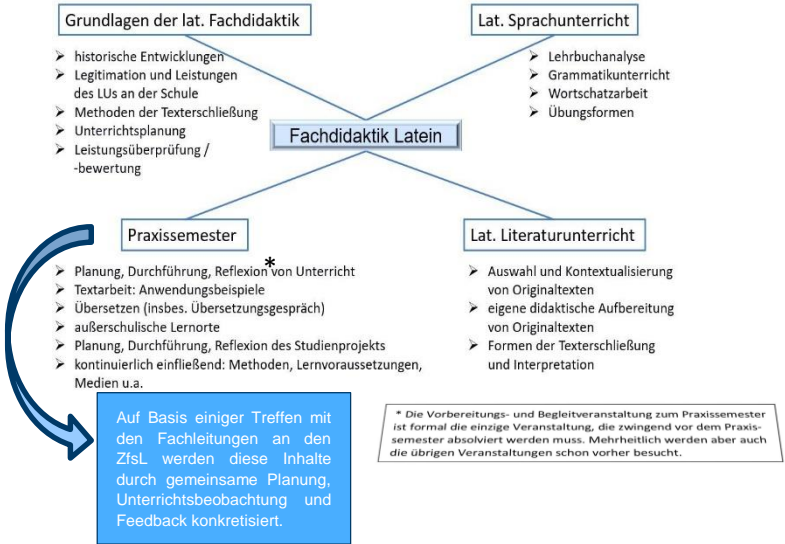 Grundlagen der lat. Fachdidaktik
➢ historische Entwicklungen
➢ Legitimation und Leistungen
des LUs an der Schule
➢ Methoden der Texterschließung
➢ Unterrichtsplanung
➢ Leistungsüberprüfung /
-bewertung
Lat. Sprachunterricht
➢ Lehrbuchanalyse
➢ Grammatikunterricht
➢ Wortschatzarbeit
➢ Übungsformen
Fachdidaktik Latein
Praxissemester
*
➢ Planung, Durchführung, Reflexion von Unterricht
➢ Textarbeit: Anwendungsbeispiele
➢ Übersetzen (insbes. Übersetzungsgespräch)
➢ außerschulische Lernorte
➢ Planung, Durchführung, Reflexion des Studienprojekts
➢ kontinuierlich einfließend: Methoden, Lernvoraussetzungen,
Medien u.a.
Lat. Literaturunterricht
➢ Auswahl und Kontextualisierung
von Originaltexten
➢ eigene didaktische Aufbereitung
von Originaltexten
➢ Formen der Texterschließung
und Interpretation
Auf Basis einiger Treffen mit
den Fachleitungen an den
ZfsL werden diese Inhalte
durch gemeinsame Planung,
Unterrichtsbeobachtung und
Feedback konkretisiert.
* Die Vorbereitungs- und Begleitveranstaltung zum Praxissemester
ist formal die einzige Veranstaltung, die zwingend vor dem Praxis-
semester absolviert werden muss. Mehrheitlich werden aber auch
die übrigen Veranstaltungen schon vorher besucht.